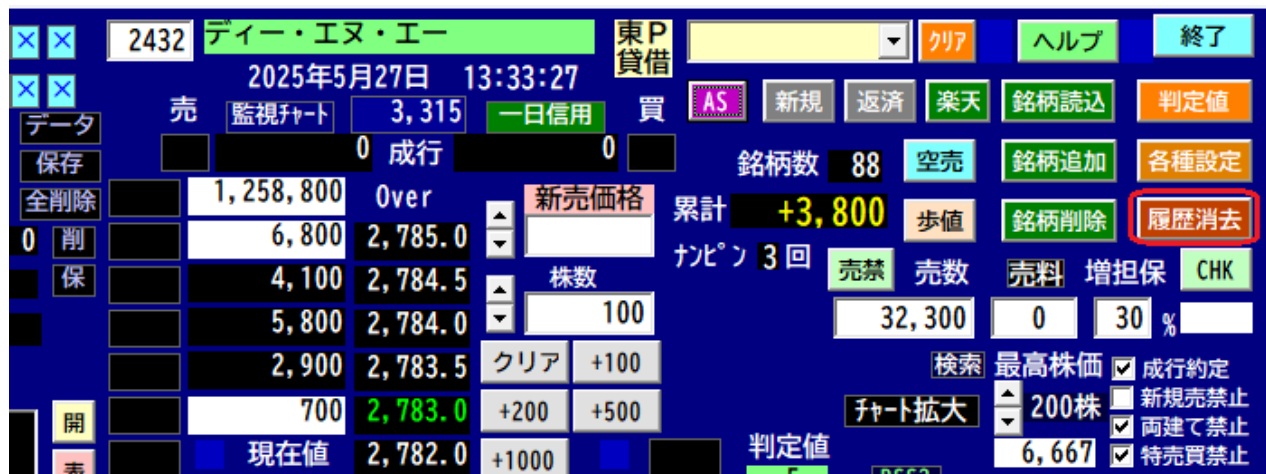 × × 2432 ディー・エヌ・エー 東P 貸借 クリア ヘルプ 終了
2025年5月27日 13:33:27
× × 売 監視ﾁｬｰﾄ 3,315 一日信用 買 AS 新規 返済 楽天 銘柄読込 判定値
データ
0 成行 0
保存 銘柄数 88 空売 銘柄追加 各種設定
全削除 1,258,800 Over 新売価格 累計 +3,800 歩値 銘柄削除 履歴消去
0 削 6,800 2,785.0
ﾅﾝﾋﾟﾝ 3回
保 4,100 2,784.5 株数 売禁 売数 売料 増担保 CHK
5,800 2,784.0 100 32,300 0 30 %
2,900 2,783.5 クリア +100 検索 最高株価 成行約定
開 700 2,783.0 +200 +500 ﾁｬｰﾄ拡大 200株 新規売禁止
両建て禁止
現在値 2,782.0 +1000 判定値 6,667 特売買禁止